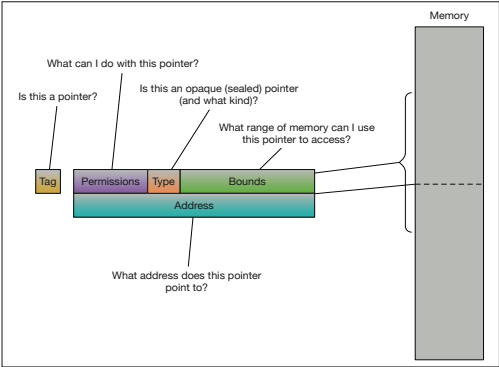 Memory
What can I do with this pointer?
Is this a pointer?
Is this an opaque (sealed) pointer
(and what kind)?
What range of memory can I use
this pointer to access?
Tag
Permissions
Type
Bounds
Address
What address does this pointer
point to?